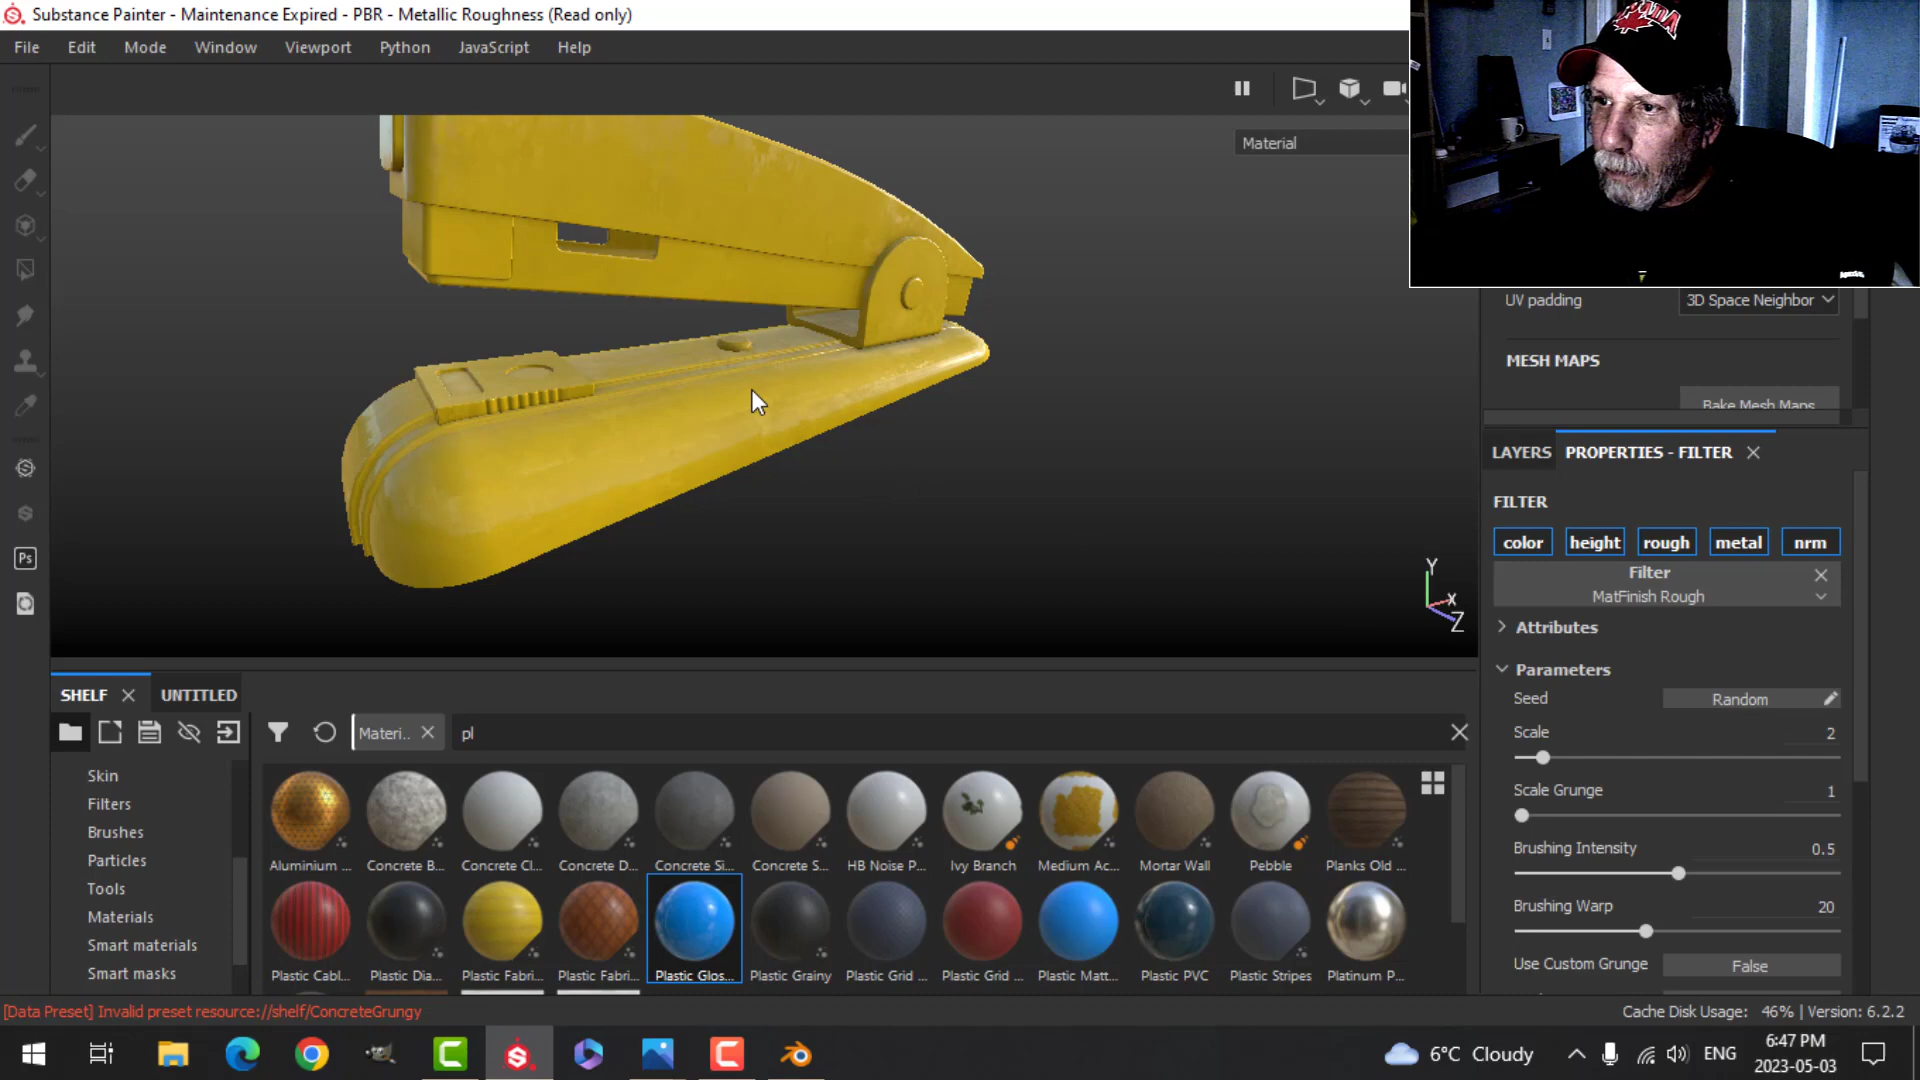 Substance Painter - Maintenance Expired - PBR - Metallic Roughness (Read only)
File Edit Mode Window Viewport Python JavaScript Help
Material
UV padding 3D Space Neighbor
MESH MAPS
Bake Mesh Maps
LAYERS PROPERTIES - FILTER
FILTER
color height rough metal nrm
Filter
MatFinish Rough
Attributes
Parameters
Seed Random
Scale 2
Scale Grunge 1
Brushing Intensity 0.5
Brushing Warp 20
Use Custom Grunge False
Y
X
Z
Ps
SHELF UNTITLED
Materi.. pl
Skin
Filters
Brushes
Particles
Tools
Materials
Smart materials
Smart masks
Aluminium ... Concrete B... Concrete Cl... Concrete D... Concrete Si... Concrete S... HB Noise P... Ivy Branch Medium Ac... Mortar Wall Pebble Planks Old ...
Plastic Cabl... Plastic Dia... Plastic Fabri... Plastic Fabri... Plastic Glos... Plastic Grainy Plastic Grid ... Plastic Grid ... Plastic Matt... Plastic PVC Plastic Stripes Platinum P...
[Data Preset] Invalid preset resource://shelf/ConcreteGrungy
Cache Disk Usage: 46% | Version: 6.2.2
6°C Cloudy
ENG
6:47 PM
2023-05-03